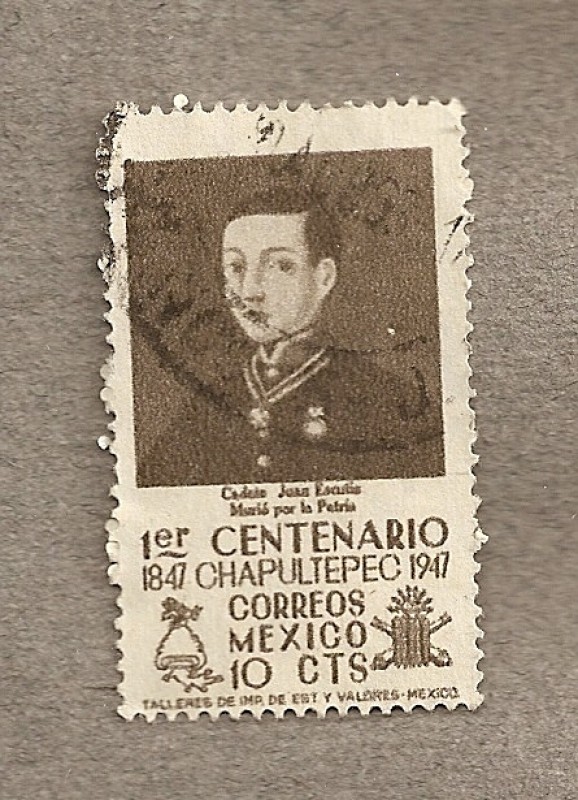 Cadete Juan Escutia
Murió por la Patria
1er CENTENARIO
1847 CHAPULTEPEC 1947
CORREOS
MEXICO
10 CTS
TALLERES DE IMP. DE EST. Y VALORES-MEXICO.